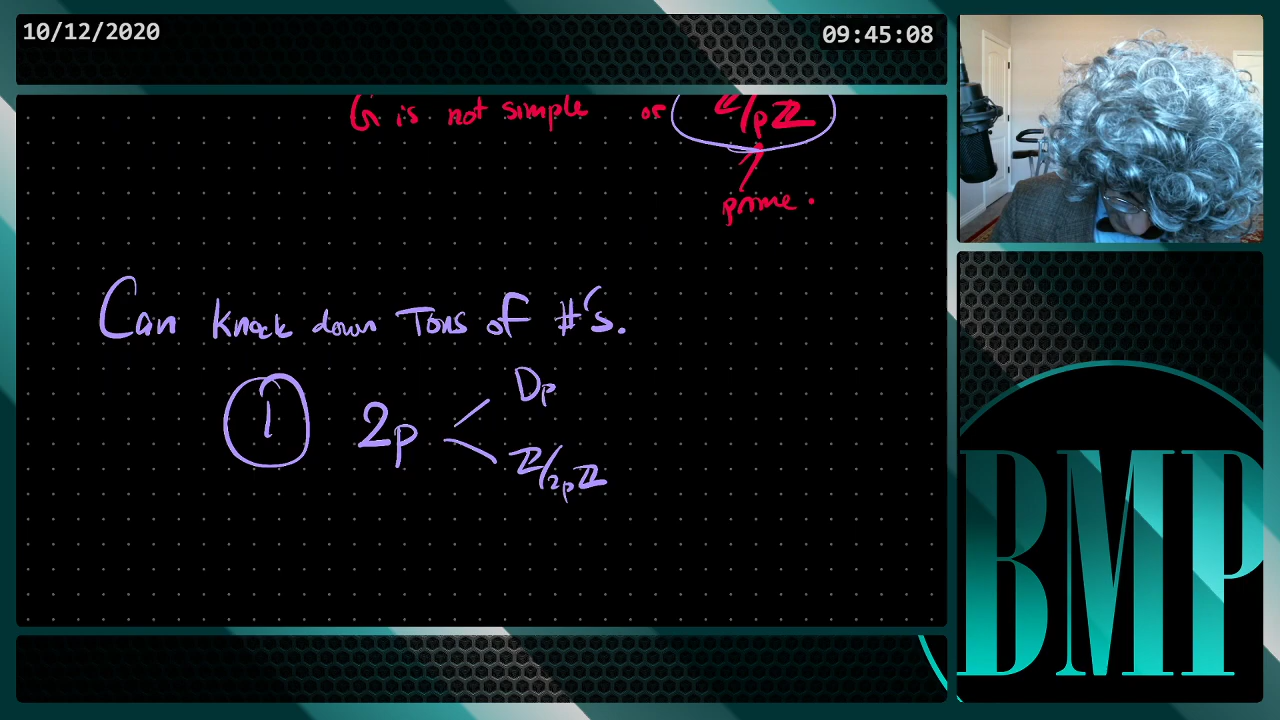 10/12/2020
09:45:08
G is not simple or ℤ/pℤ
prime.
Can knock down Tons of #'s.
1 2p Dp
ℤ/2pℤ
BMP